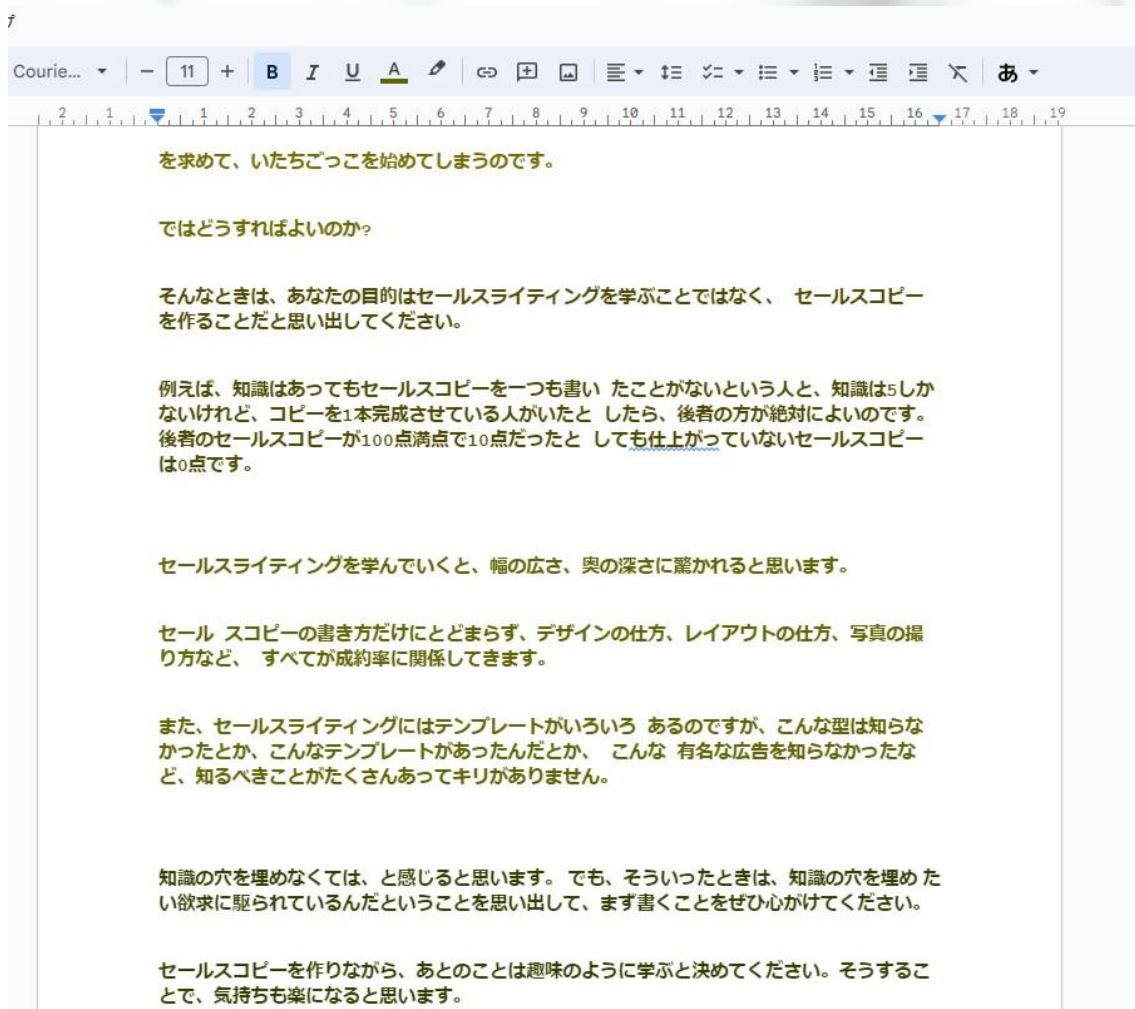 プ
Courie...
11
B I U A
あ
2 1 1 2 3 4 5 6 7 8 9 10 11 12 13 14 15 16 17 18 19
を求めて、いたちごっこを始めてしまうのです。
ではどうすればよいのか?
そんなときは、あなたの目的はセールスライティングを学ぶことではなく、 セールスコピー
を作ることだと思い出してください。
例えば、知識はあってもセールスコピーを一つも書い たことがないという人と、知識は5しか
ないけれど、コピーを1本完成させている人がいたと したら、後者の方が絶対によいのです。
後者のセールスコピーが100点満点で10点だったと しても仕上がっていないセールスコピー
は0点です。
セールスライティングを学んでいくと、幅の広さ、奥の深さに驚かれると思います。
セール スコピーの書き方だけにとどまらず、デザインの仕方、レイアウトの仕方、写真の撮
り方など、 すべてが成約率に関係してきます。
また、セールスライティングにはテンプレートがいろいろ あるのですが、こんな型は知らな
かったとか、こんなテンプレートがあったんだとか、 こんな 有名な広告を知らなかったな
ど、知るべきことがたくさんあってキリがありません。
知識の穴を埋めなくては、と感じると思います。 でも、そういったときは、知識の穴を埋め た
い欲求に駆られているんだということを思い出して、まず書くことをぜひ心がけてください。
セールスコピーを作りながら、あとのことは趣味のように学ぶと決めてください。そうするこ
とで、気持ちも楽になると思います。